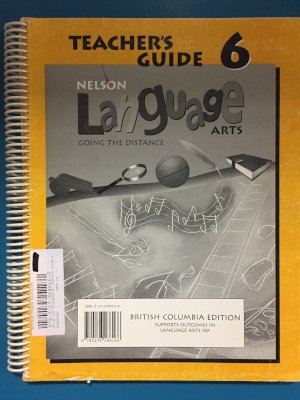 TEACHER'S
GUIDE 6
NELSON
Language
ARTS
GOING THE DISTANCE
BRITISH COLUMBIA EDITION
SUPPORTS OUTCOMES IN
LANGUAGE ARTS IRP